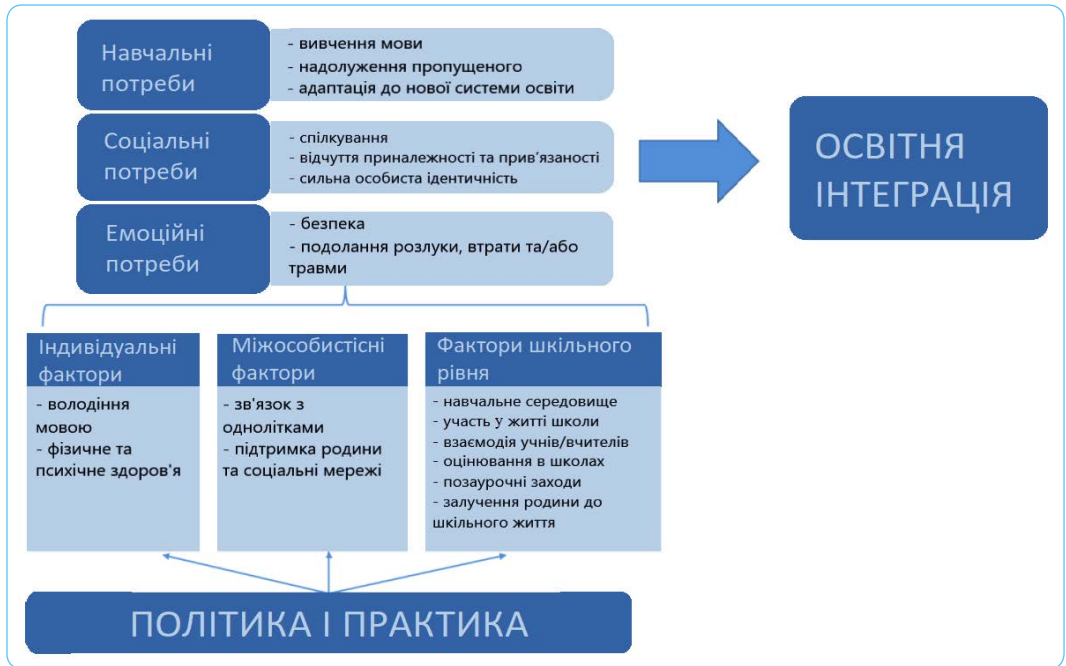 Навчальні
потреби
- вивчення мови
- надолуження пропущеного
- адаптація до нової системи освіти
Соціальні
потреби
- спілкування
- відчуття приналежності та прив'язаності
- сильна особиста ідентичність
Емоційні
потреби
- безпека
- подолання розлуки, втрати та/або
травми
ОСВІТНЯ
ІНТЕГРАЦІЯ
Індивідуальні
фактори
- володіння
мовою
- фізичне та
психічне здоров'я
Міжособистісні
фактори
- зв'язок з
однолітками
- підтримка родини
та соціальні мережі
Фактори шкільного
рівня
- навчальне середовище
- участь у житті школи
- взаємодія учнів/вчителів
- оцінювання в школах
- позаурочні заходи
- залучення родини до
шкільного життя
ПОЛІТИКА І ПРАКТИКА